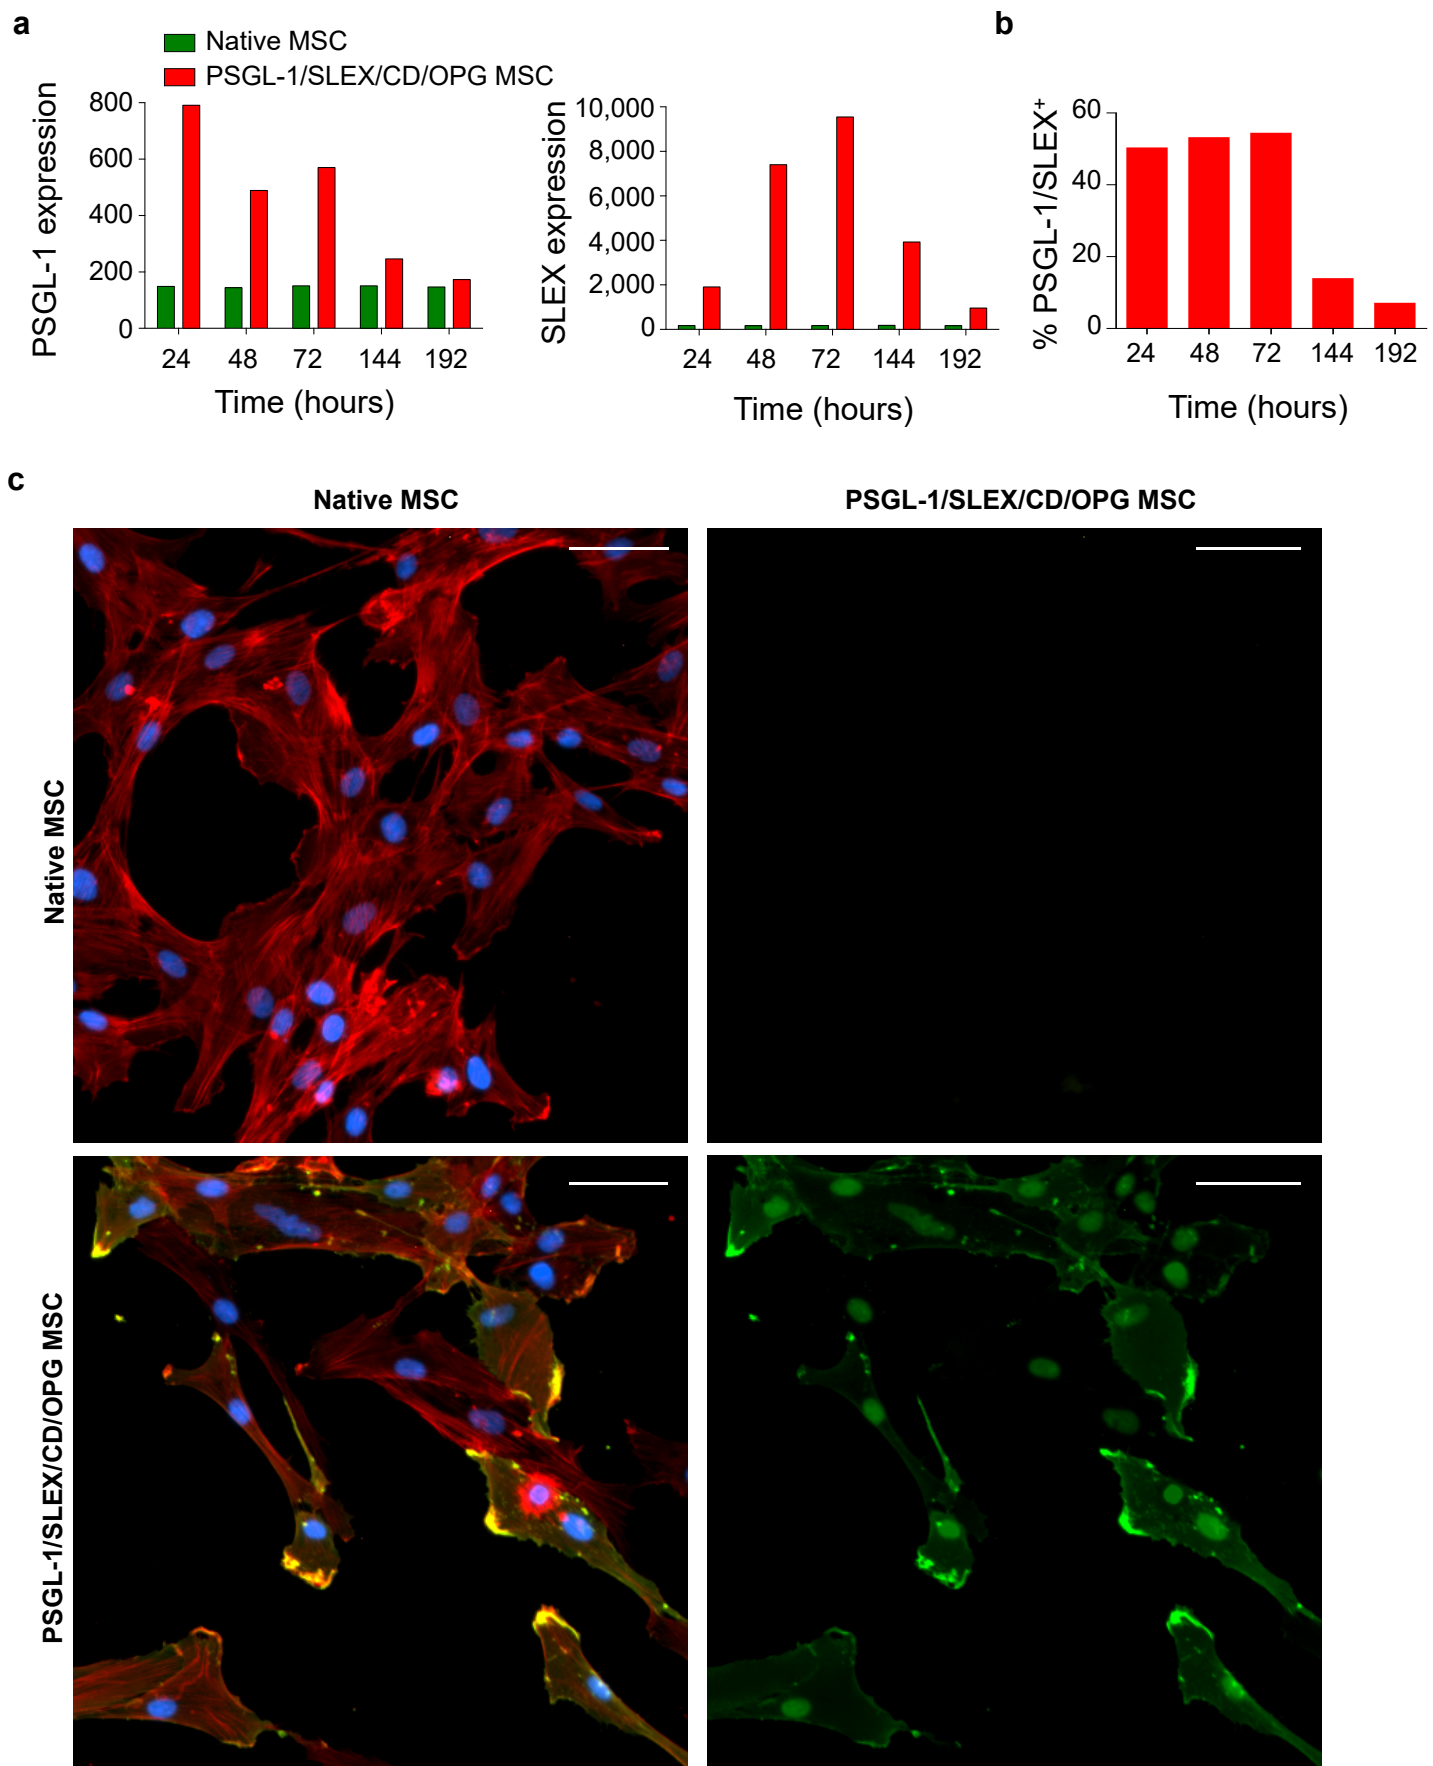 a
Native MSC
PSGL-1/SLEX/CD/OPG MSC
PSGL-1 expression
800
600
400
200
0
24 48 72 144 192
Time (hours)
SLEX expression
10,000
8,000
6,000
4,000
2,000
0
24 48 72 144 192
Time (hours)
b
% PSGL-1/SLEX⁺
60
40
20
0
24 48 72 144 192
Time (hours)
c
Native MSC
PSGL-1/SLEX/CD/OPG MSC
Native MSC
PSGL-1/SLEX/CD/OPG MSC